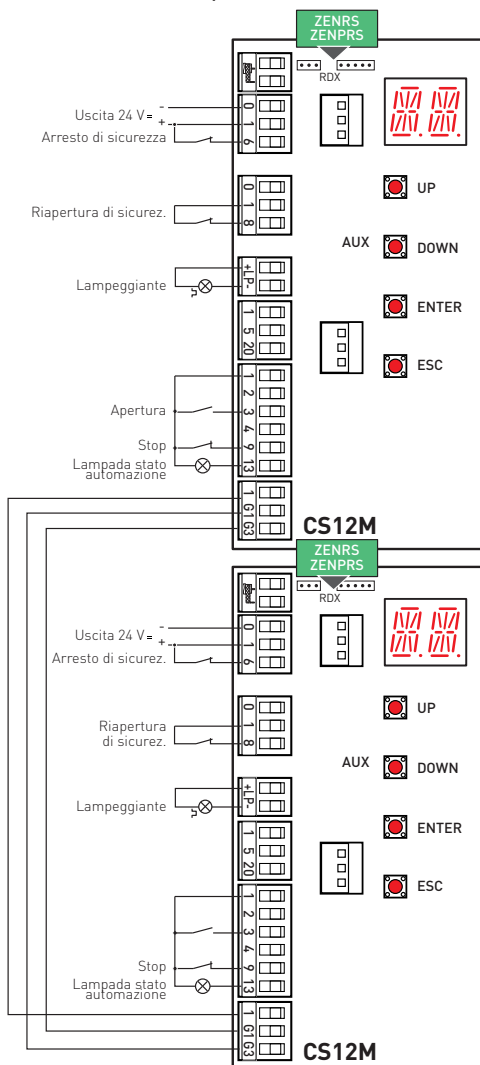 ZENRS
ZENPRS
RDX
Uscita 24 V=
-
+
0
1
6
Arresto di sicurezza
UP
Riapertura di sicurez.
0
1
8
AUX
DOWN
Lampeggiante
+LP-
ENTER
1
5
20
ESC
1
2
Apertura
3
4
Stop
9
Lampada stato
automazione
13
1
G1
G3
CS12M
ZENRS
ZENPRS
RDX
Uscita 24 V=
-
+
0
1
6
Arresto di sicurez.
UP
Riapertura
di sicurez.
0
1
8
AUX
DOWN
Lampeggiante
+LP-
ENTER
1
5
20
ESC
1
2
3
4
Stop
9
Lampada stato
automazione
13
1
G1
G3
CS12M